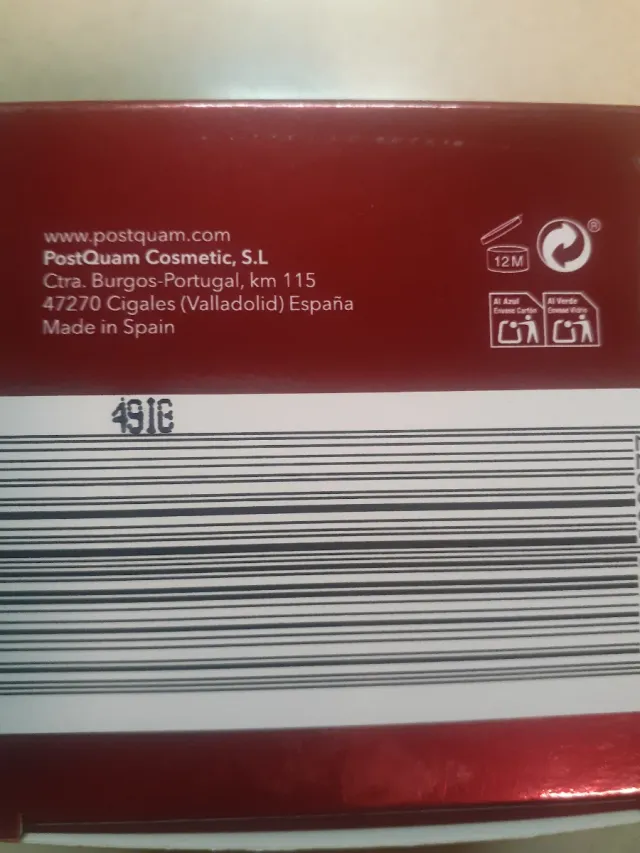 www.postquam.com
PostQuam Cosmetic, S.L
Ctra. Burgos-Portugal, km 115
47270 Cigales (Valladolid) España
Made in Spain
12M
®
Al Azul Al Verde
Envase Cartón Envase Vidrio